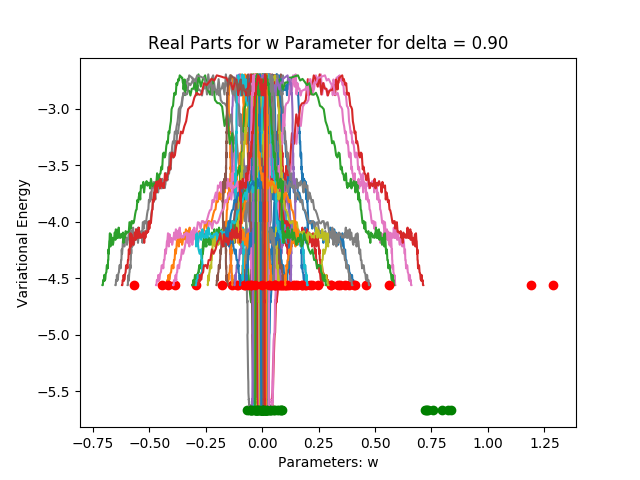 Real Parts for w Parameter for delta = 0.90
Variational Energy
−3.0
−3.5
−4.0
−4.5
−5.0
−5.5
−0.75 −0.50 −0.25 0.00 0.25 0.50 0.75 1.00 1.25
Parameters: w